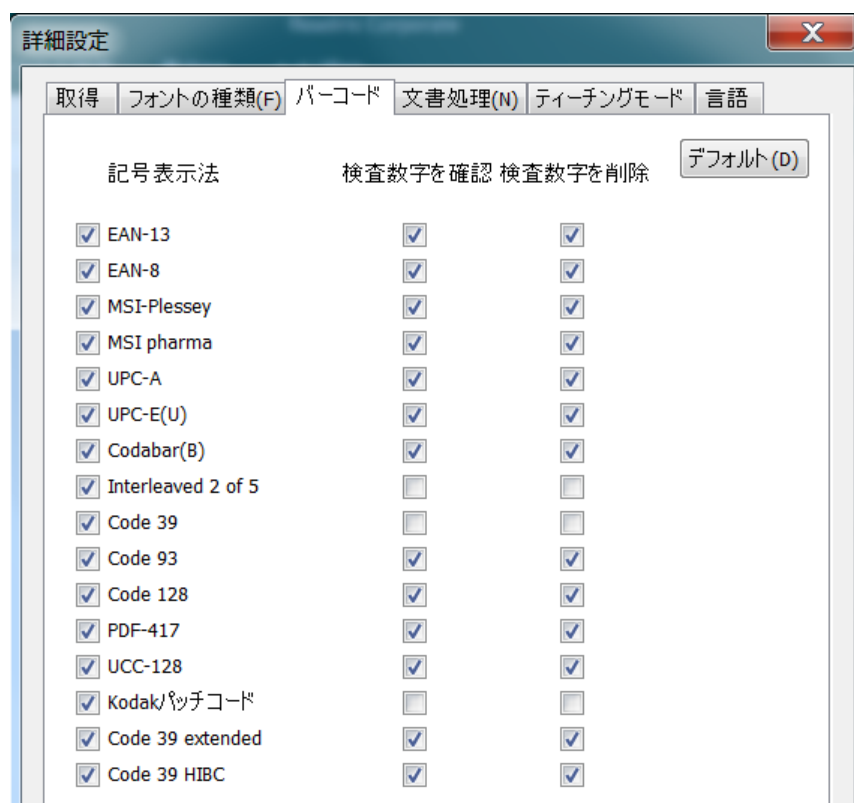 詳細設定
取得 フォントの種類(F) バーコード 文書処理(N) ティーチングモード 言語
記号表示法 検査数字を確認 検査数字を削除 デフォルト(D)
EAN-13
EAN-8
MSI-Plessey
MSI pharma
UPC-A
UPC-E(U)
Codabar(B)
Interleaved 2 of 5
Code 39
Code 93
Code 128
PDF-417
UCC-128
Kodakパッチコード
Code 39 extended
Code 39 HIBC